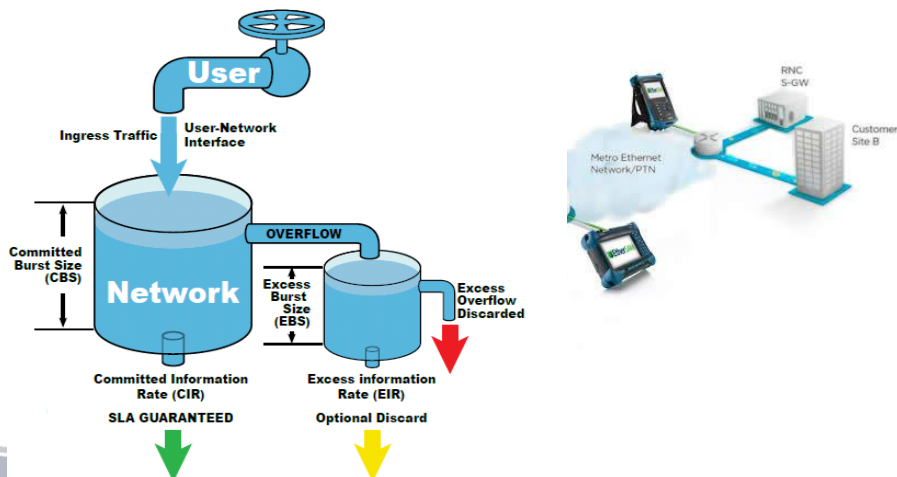 User
Ingress Traffic
User-Network
Interface
Committed
Burst Size
(CBS)
OVERFLOW
Network
Excess
Burst
Size
(EBS)
Excess
Overflow
Discarded
Committed Information
Rate (CIR)
SLA GUARANTEED
Excess information
Rate (EIR)
Optional Discard
RNC
S-GW
Customer
Site B
Metro Ethernet
Network/PTN
EtherSAM